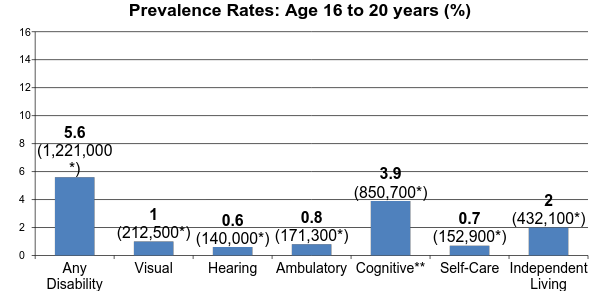 Prevalence Rates: Age 16 to 20 years (%)
16
14
12
10
8
6
4
2
0
5.6
(1,221,000
*)
1
(212,500*)
0.6
(140,000*)
0.8
(171,300*)
3.9
(850,700*)
0.7
(152,900*)
2
(432,100*)
Any
Disability
Visual
Hearing
Ambulatory
Cognitive**
Self-Care
Independent
Living